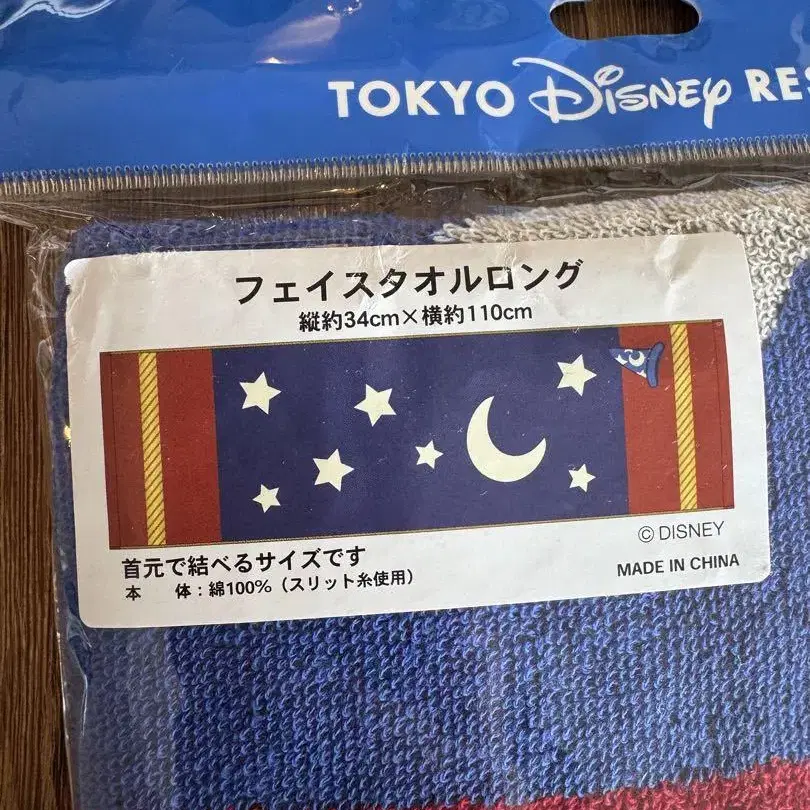 TOKYO Disney RES
フェイスタオルロング
縦約34cm×横約110cm
©DISNEY
首元で結べるサイズです
MADE IN CHINA
本　体：綿100%（スリット糸使用）